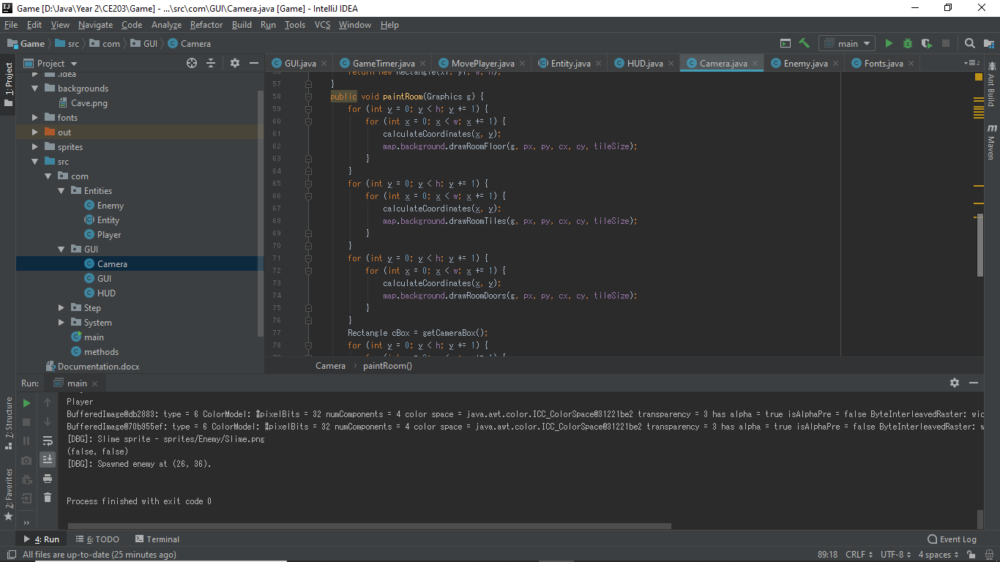 Game [D:\Java\Year 2\CE203\Game] - ...\src\com\GUI\Camera.java [Game] - IntelliJ IDEA
File Edit View Navigate Code Analyze Refactor Build Run Tools VCS Window Help
Game src com GUI Camera main
1: Project
Project
GUI.java GameTimer.java MovePlayer.java Entity.java HUD.java Camera.java Enemy.java Fonts.java
.idea
backgrounds
Cave.png
fonts
out
sprites
src
com
Entities
Enemy
Entity
Player
GUI
Camera
GUI
HUD
Step
System
main
methods
Documentation.docx
57 }
58 public void paintRoom(Graphics g) {
59 for (int y = 0; y < h; y += 1) {
60 for (int x = 0; x < w; x += 1) {
61 calculateCoordinates(x, y);
62 map.background.drawRoomFloor(g, px, py, cx, cy, tileSize);
63 }
64 }
65 for (int y = 0; y < h; y += 1) {
66 for (int x = 0; x < w; x += 1) {
67 calculateCoordinates(x, y);
68 map.background.drawRoomTiles(g, px, py, cx, cy, tileSize);
69 }
70 }
71 for (int y = 0; y < h; y += 1) {
72 for (int x = 0; x < w; x += 1) {
73 calculateCoordinates(x, y);
74 map.background.drawRoomDoors(g, px, py, cx, cy, tileSize);
75 }
76 }
77 Rectangle cBox = getCameraBox();
78 for (int y = 0; y < h; y += 1) {
Camera paintRoom()
Ant Build
Maven
Run: main
Player
BufferedImage@db2883: type = 6 ColorModel: #pixelBits = 32 numComponents = 4 color space = java.awt.color.ICC_ColorSpace@31221be2 transparency = 3 has alpha = true isAlphaPre = false ByteInterleavedRaster:
BufferedImage@70b955ef: type = 6 ColorModel: #pixelBits = 32 numComponents = 4 color space = java.awt.color.ICC_ColorSpace@31221be2 transparency = 3 has alpha = true isAlphaPre = false ByteInterleavedRaster:
[DBG]: Slime sprite - sprites/Enemy/Slime.png
(false, false)
[DBG]: Spawned enemy at (26, 36).
Process finished with exit code 0
7: Structure
2: Favorites
4: Run 6: TODO Terminal Event Log
All files are up-to-date (25 minutes ago) 89:18 CRLF UTF-8 4 spaces